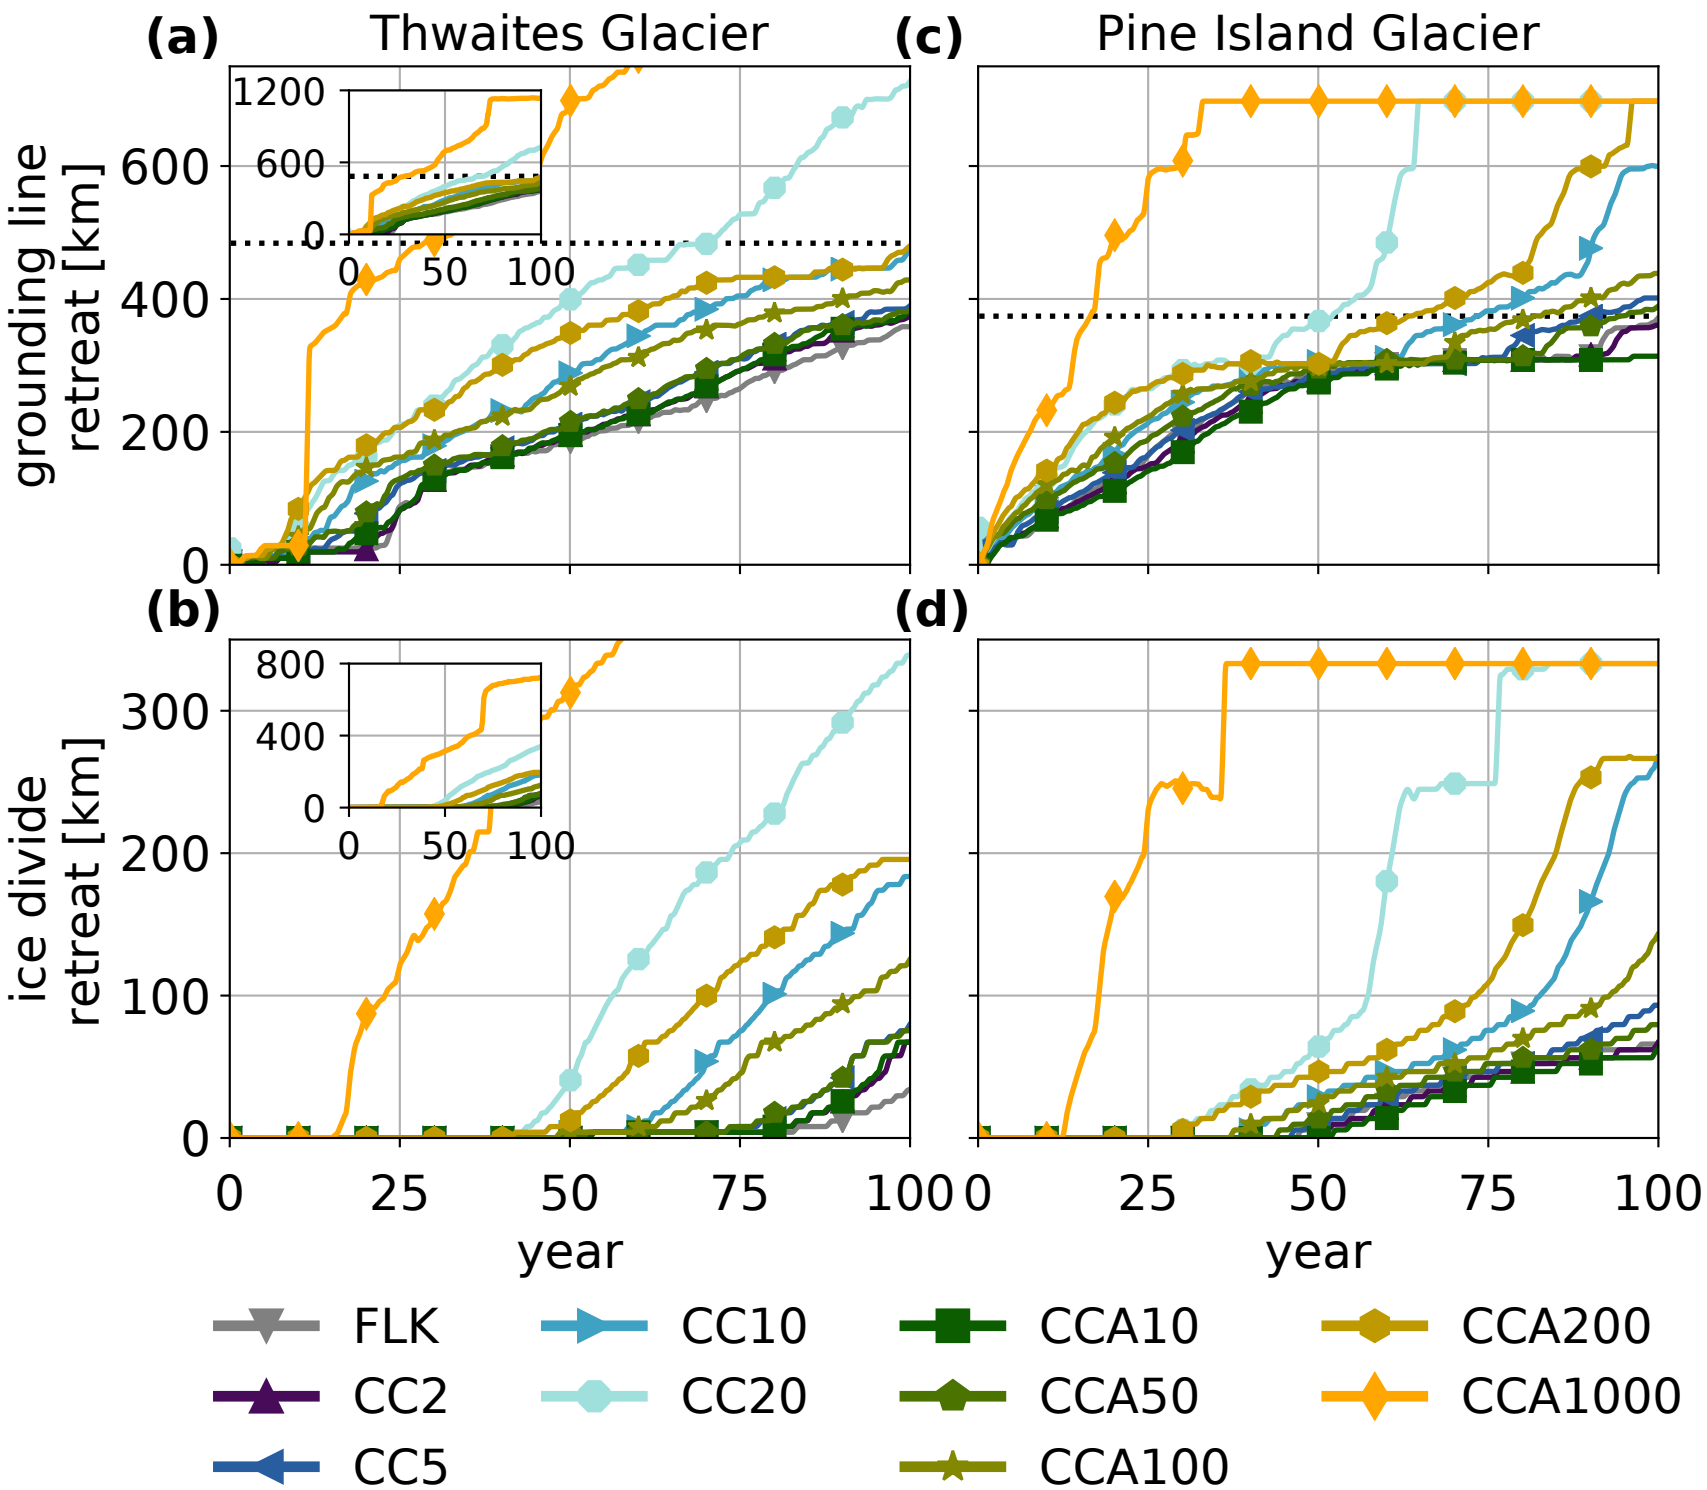 (a) Thwaites Glacier
(c) Pine Island Glacier
grounding line
retreat [km]
600
400
200
0
1200
600
0
0 50 100
(b)
(d)
ice divide
retreat [km]
300
200
100
0
800
400
0
0 50 100
0 25 50 75 100
0 25 50 75 100
year
year
FLK
CC2
CC5
CC10
CC20
CCA10
CCA50
CCA100
CCA200
CCA1000